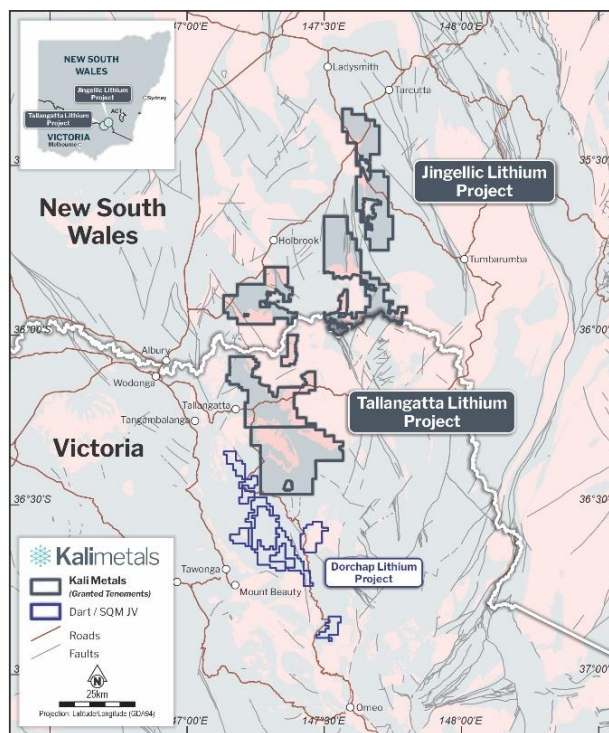 147°00'E
147°30'E
148°00'E
NEW SOUTH
WALES
Jingellic Lithium
Project
Sydney
Tallangatta Lithium
Project
ACT
VICTORIA
Melbourne
Ladysmith
Tarcutta
35°30'S
35°30'S
Jingellic Lithium
Project
New South
Wales
Holbrook
Tumbarumba
36°00'S
36°00'S
Albury
Wodonga
Tallangatta
Tangambalanga
Tallangatta Lithium
Project
Victoria
36°30'S
36°30'S
Kalimetals
Kali Metals
(Granted Tenements)
Dart / SQM JV
Roads
Faults
N
25km
Projection: Latitude/Longitude (GDA94)
Dorchap Lithium
Project
Tawonga
Mount Beauty
Omeo
37°00'S
147°00'E
147°30'E
148°00'E